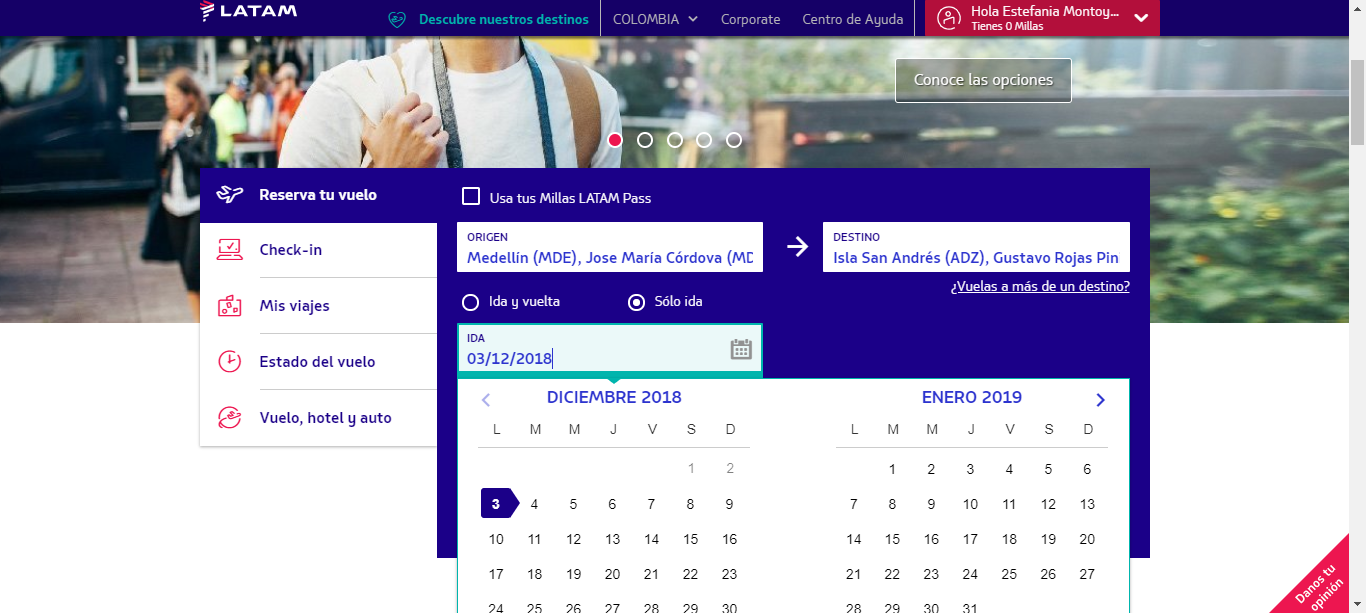 LATAM
Descubre nuestros destinos
COLOMBIA
Corporate
Centro de Ayuda
Hola Estefania Montoy...
Tienes 0 Millas
Conoce las opciones
Reserva tu vuelo
Check-in
Mis viajes
Estado del vuelo
Vuelo, hotel y auto
Usa tus Millas LATAM Pass
ORIGEN
Medellín (MDE), Jose María Córdova (MD
DESTINO
Isla San Andrés (ADZ), Gustavo Rojas Pin
¿Vuelas a más de un destino?
Ida y vuelta
Sólo ida
IDA
03/12/2018
DICIEMBRE 2018
L M M J V S D
1 2
3 4 5 6 7 8 9
10 11 12 13 14 15 16
17 18 19 20 21 22 23
24 25 26 27 28 29 30
ENERO 2019
L M M J V S D
1 2 3 4 5 6
7 8 9 10 11 12 13
14 15 16 17 18 19 20
21 22 23 24 25 26 27
28 29 30 31
Danos tu
opinión